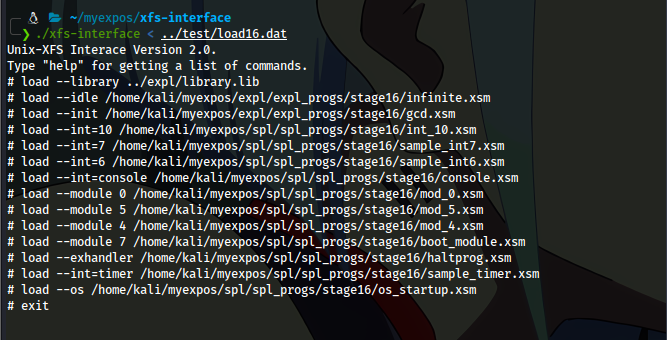 ~/myexpos/xfs-interface
❯ ./xfs-interface < ../test/load16.dat
Unix-XFS Interace Version 2.0.
Type "help" for getting a list of commands.
# load --library ../expl/library.lib
# load --idle /home/kali/myexpos/expl/expl_progs/stage16/infinite.xsm
# load --init /home/kali/myexpos/expl/expl_progs/stage16/gcd.xsm
# load --int=10 /home/kali/myexpos/spl/spl_progs/stage16/int_10.xsm
# load --int=7 /home/kali/myexpos/spl/spl_progs/stage16/sample_int7.xsm
# load --int=6 /home/kali/myexpos/spl/spl_progs/stage16/sample_int6.xsm
# load --int=console /home/kali/myexpos/spl/spl_progs/stage16/console.xsm
# load --module 0 /home/kali/myexpos/spl/spl_progs/stage16/mod_0.xsm
# load --module 5 /home/kali/myexpos/spl/spl_progs/stage16/mod_5.xsm
# load --module 4 /home/kali/myexpos/spl/spl_progs/stage16/mod_4.xsm
# load --module 7 /home/kali/myexpos/spl/spl_progs/stage16/boot_module.xsm
# load --exhandler /home/kali/myexpos/spl/spl_progs/stage16/haltprog.xsm
# load --int=timer /home/kali/myexpos/spl/spl_progs/stage16/sample_timer.xsm
# load --os /home/kali/myexpos/spl/spl_progs/stage16/os_startup.xsm
# exit